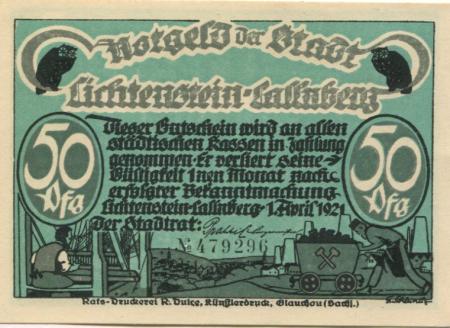 Notgeld der Stadt
Lichtenstein-Callnberg
50
Pfg
Dieser Gutschein wird an allen
städtischen Kassen in Zahlung
genommen · Er verliert seine
Gültigkeit 1nen Monat nach
erfolgter Bekanntmachung
Lichtenstein-Callnberg · 1. April 1921
der Stadtrat:
50
Pfg
№ 479296
Rats-Druckerei R. Dulce, Künstlerdruck, Glauchau (Sachs.)